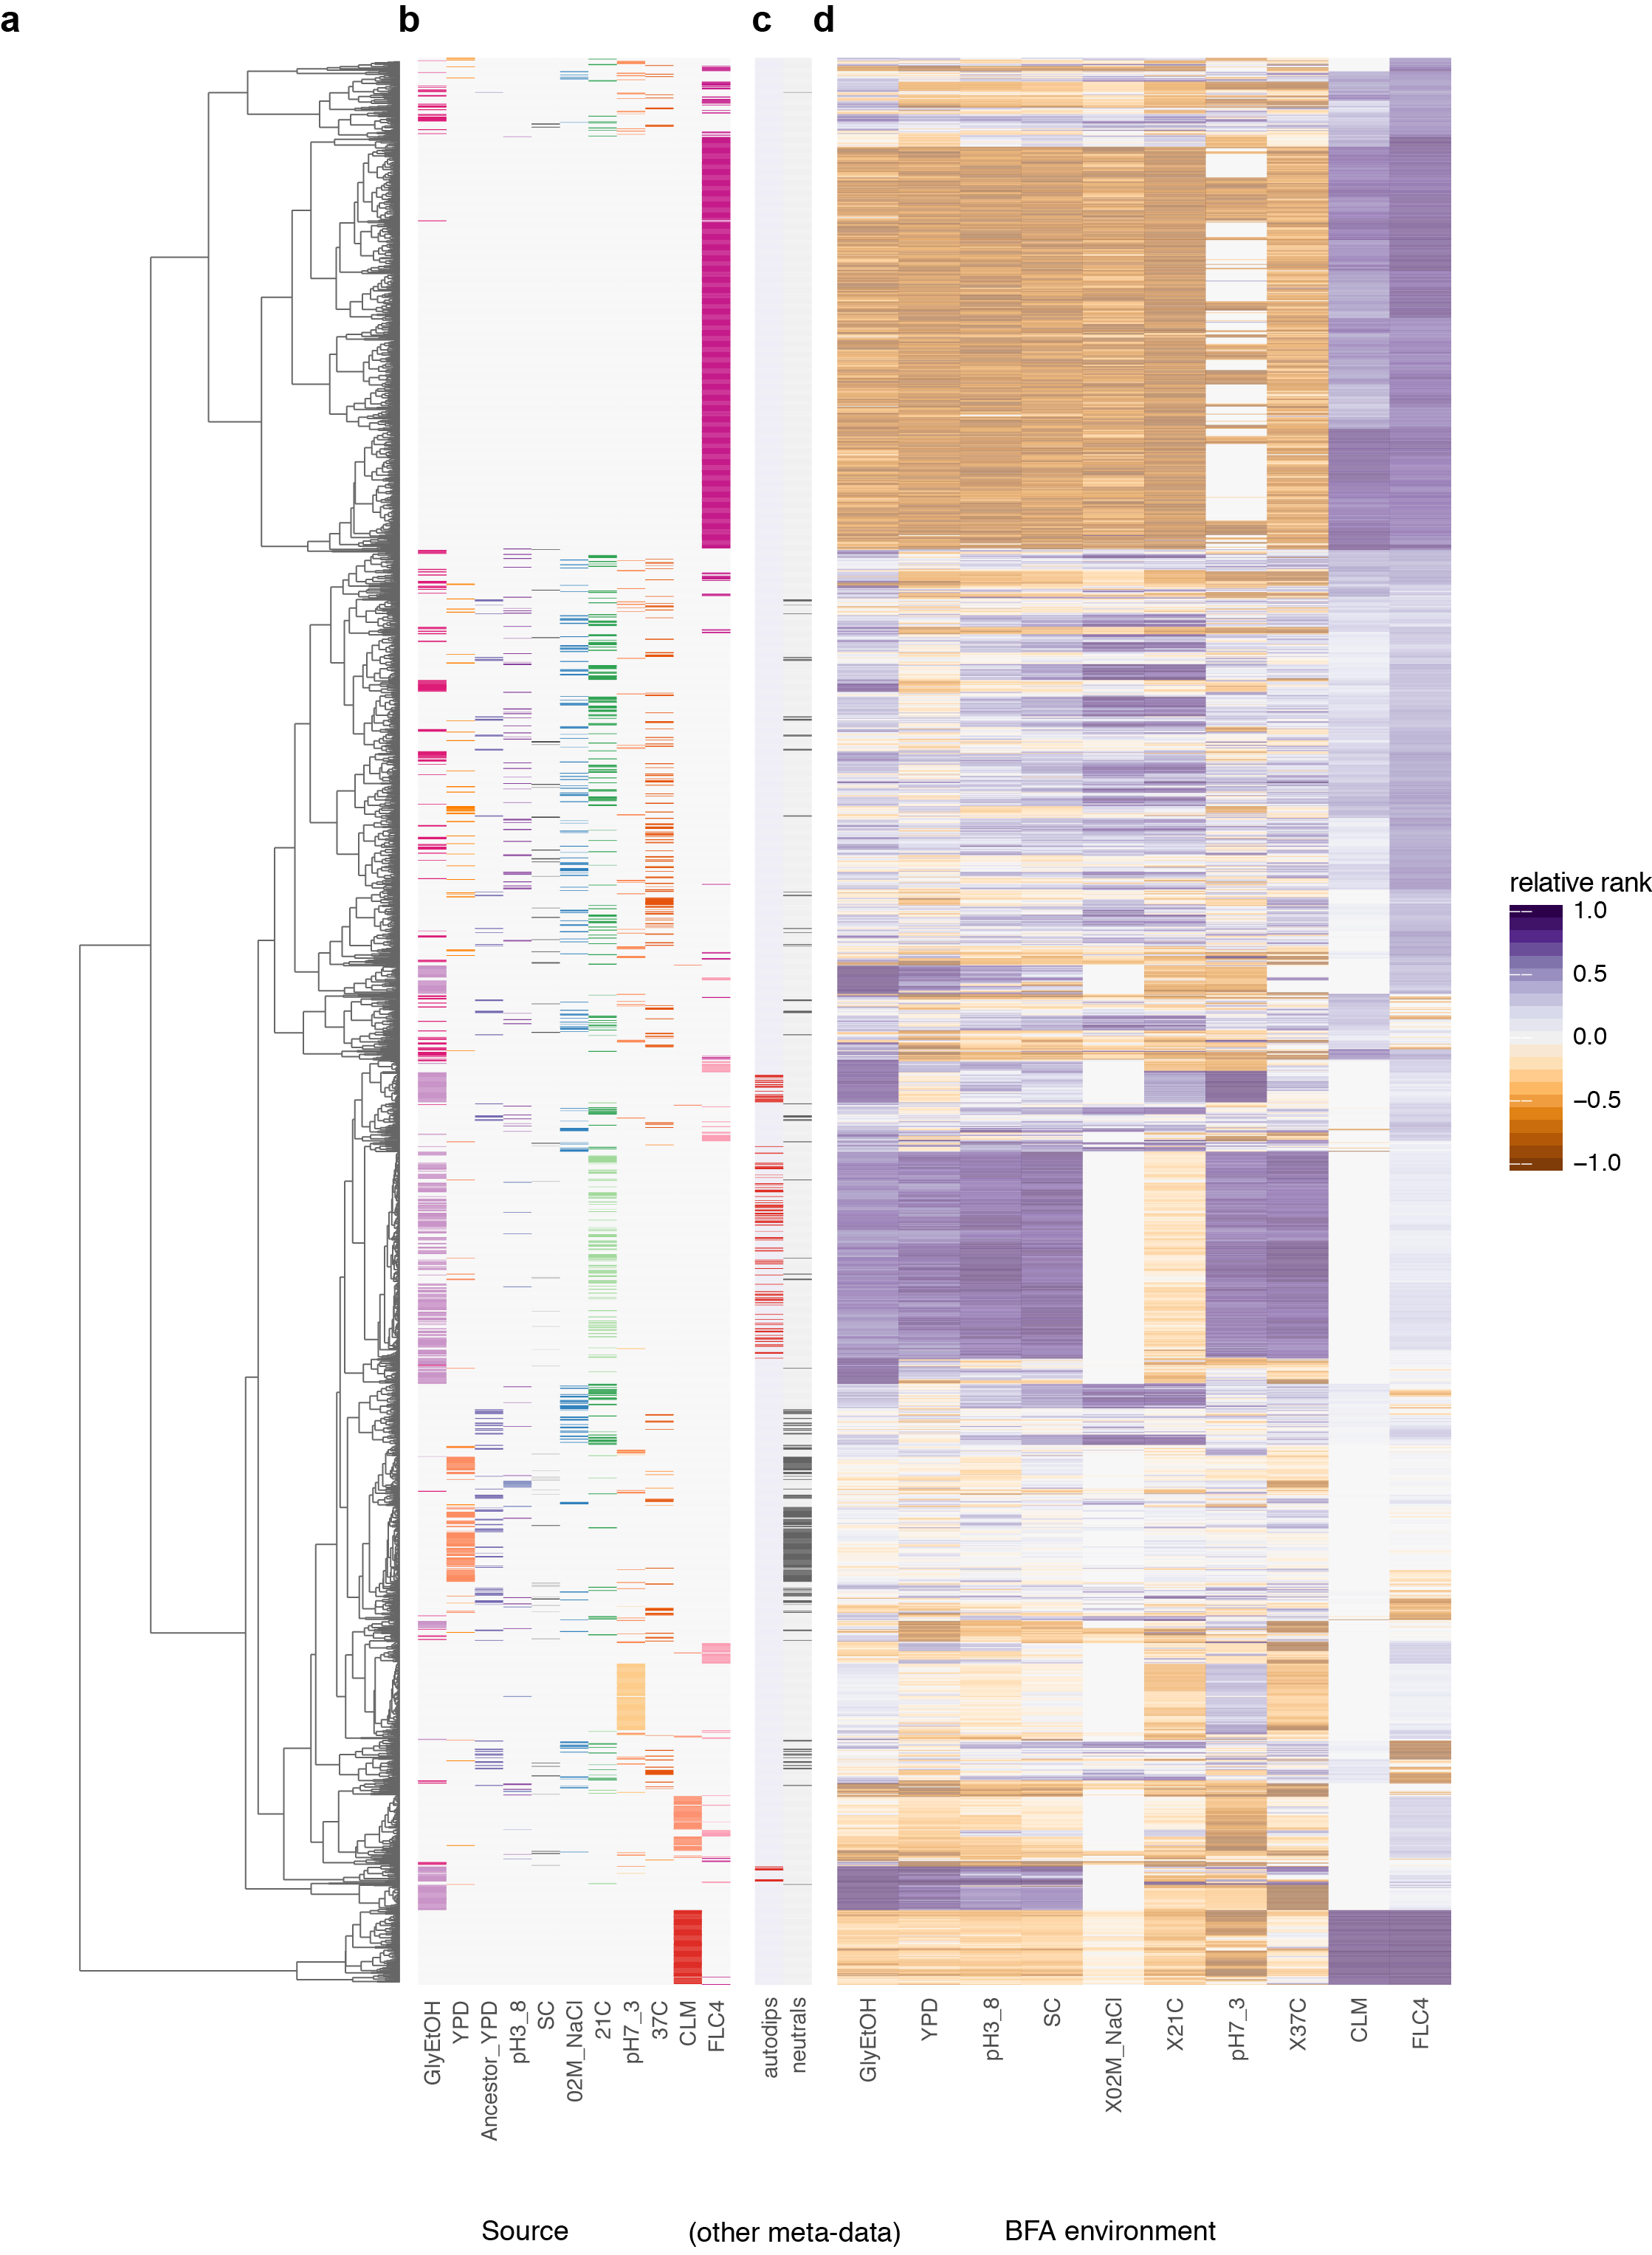 a b c d
relative rank
1.0
0.5
0.0
−0.5
−1.0
GlyEtOH
YPD
Ancestor_YPD
pH3_8
SC
02M_NaCl
21C
pH7_3
37C
CLM
FLC4
autodips
neutrals
GlyEtOH
YPD
pH3_8
SC
X02M_NaCl
X21C
pH7_3
X37C
CLM
FLC4
Source (other meta-data) BFA environment